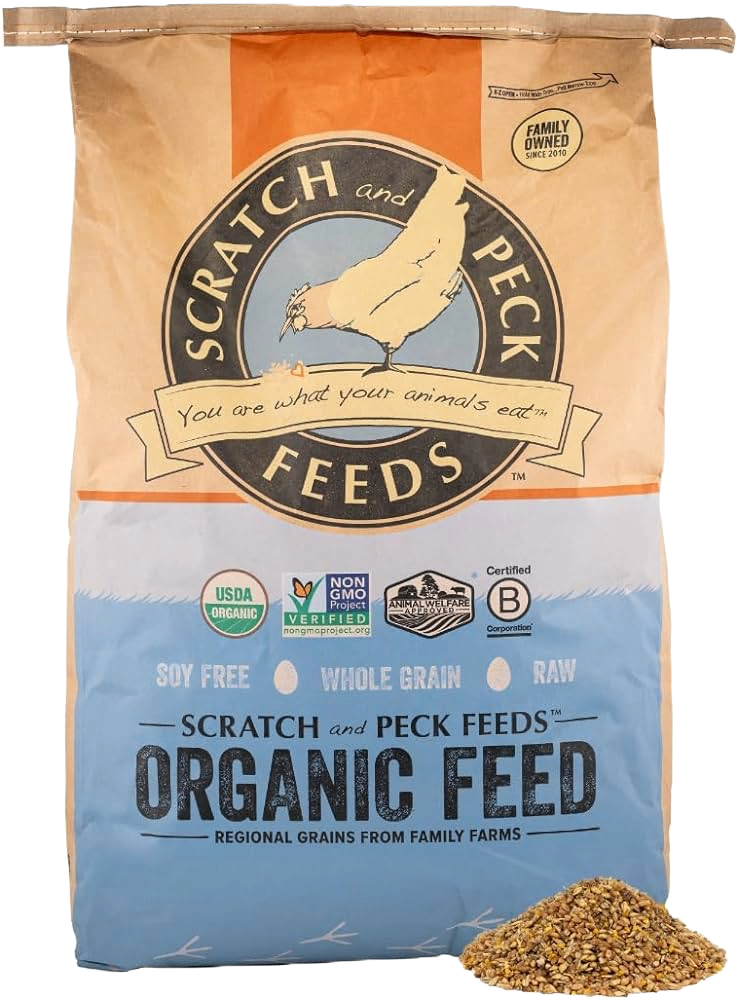 E-Z OPEN
FAMILY
OWNED
SINCE 2010
SCRATCH and PECK
You are what your animals eat™
FEEDS
™
USDA
ORGANIC
NON
GMO
Project
VERIFIED
nongmoproject.org
ANIMAL WELFARE
APPROVED
Certified
B
Corporation
SOY FREE WHOLE GRAIN RAW
SCRATCH and PECK FEEDS™
ORGANIC FEED
REGIONAL GRAINS FROM FAMILY FARMS